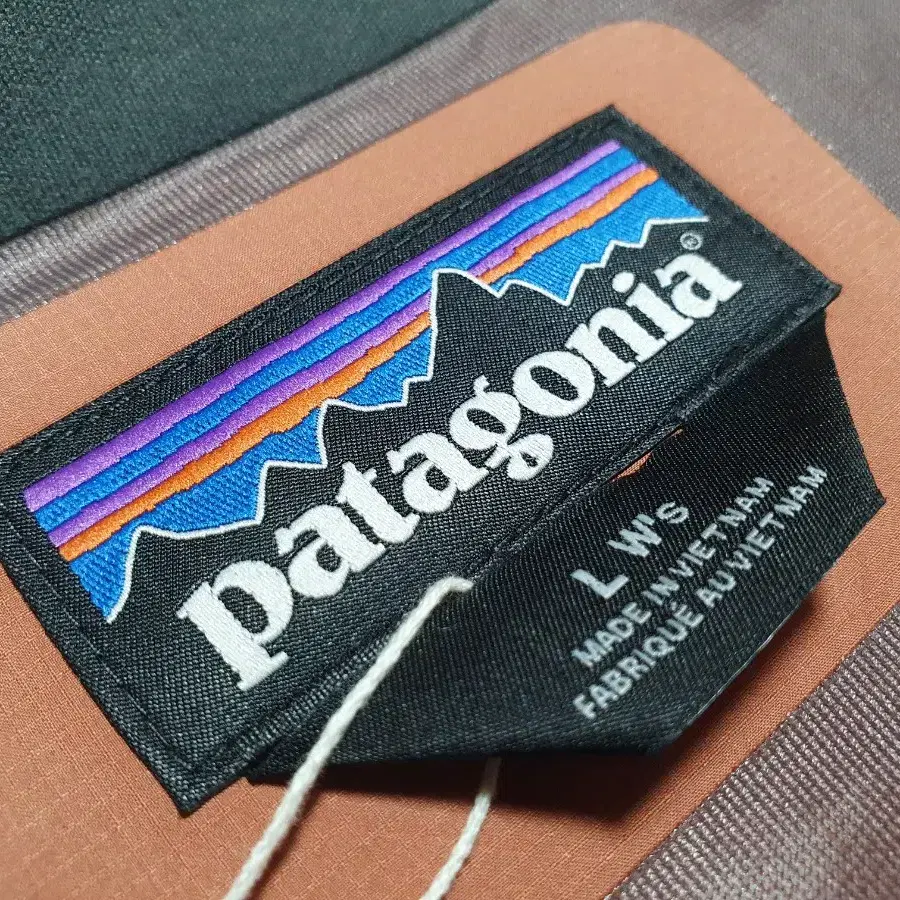 patagonia®
L W's
MADE IN VIETNAM
FABRIQUÉ AU VIETNAM